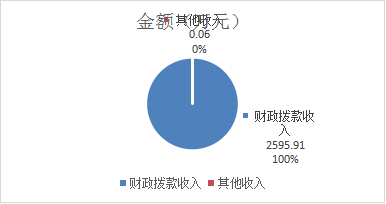 金额（万元）
其他收入
0.06
0%
财政拨款收
入
2595.91
100%
财政拨款收入 其他收入